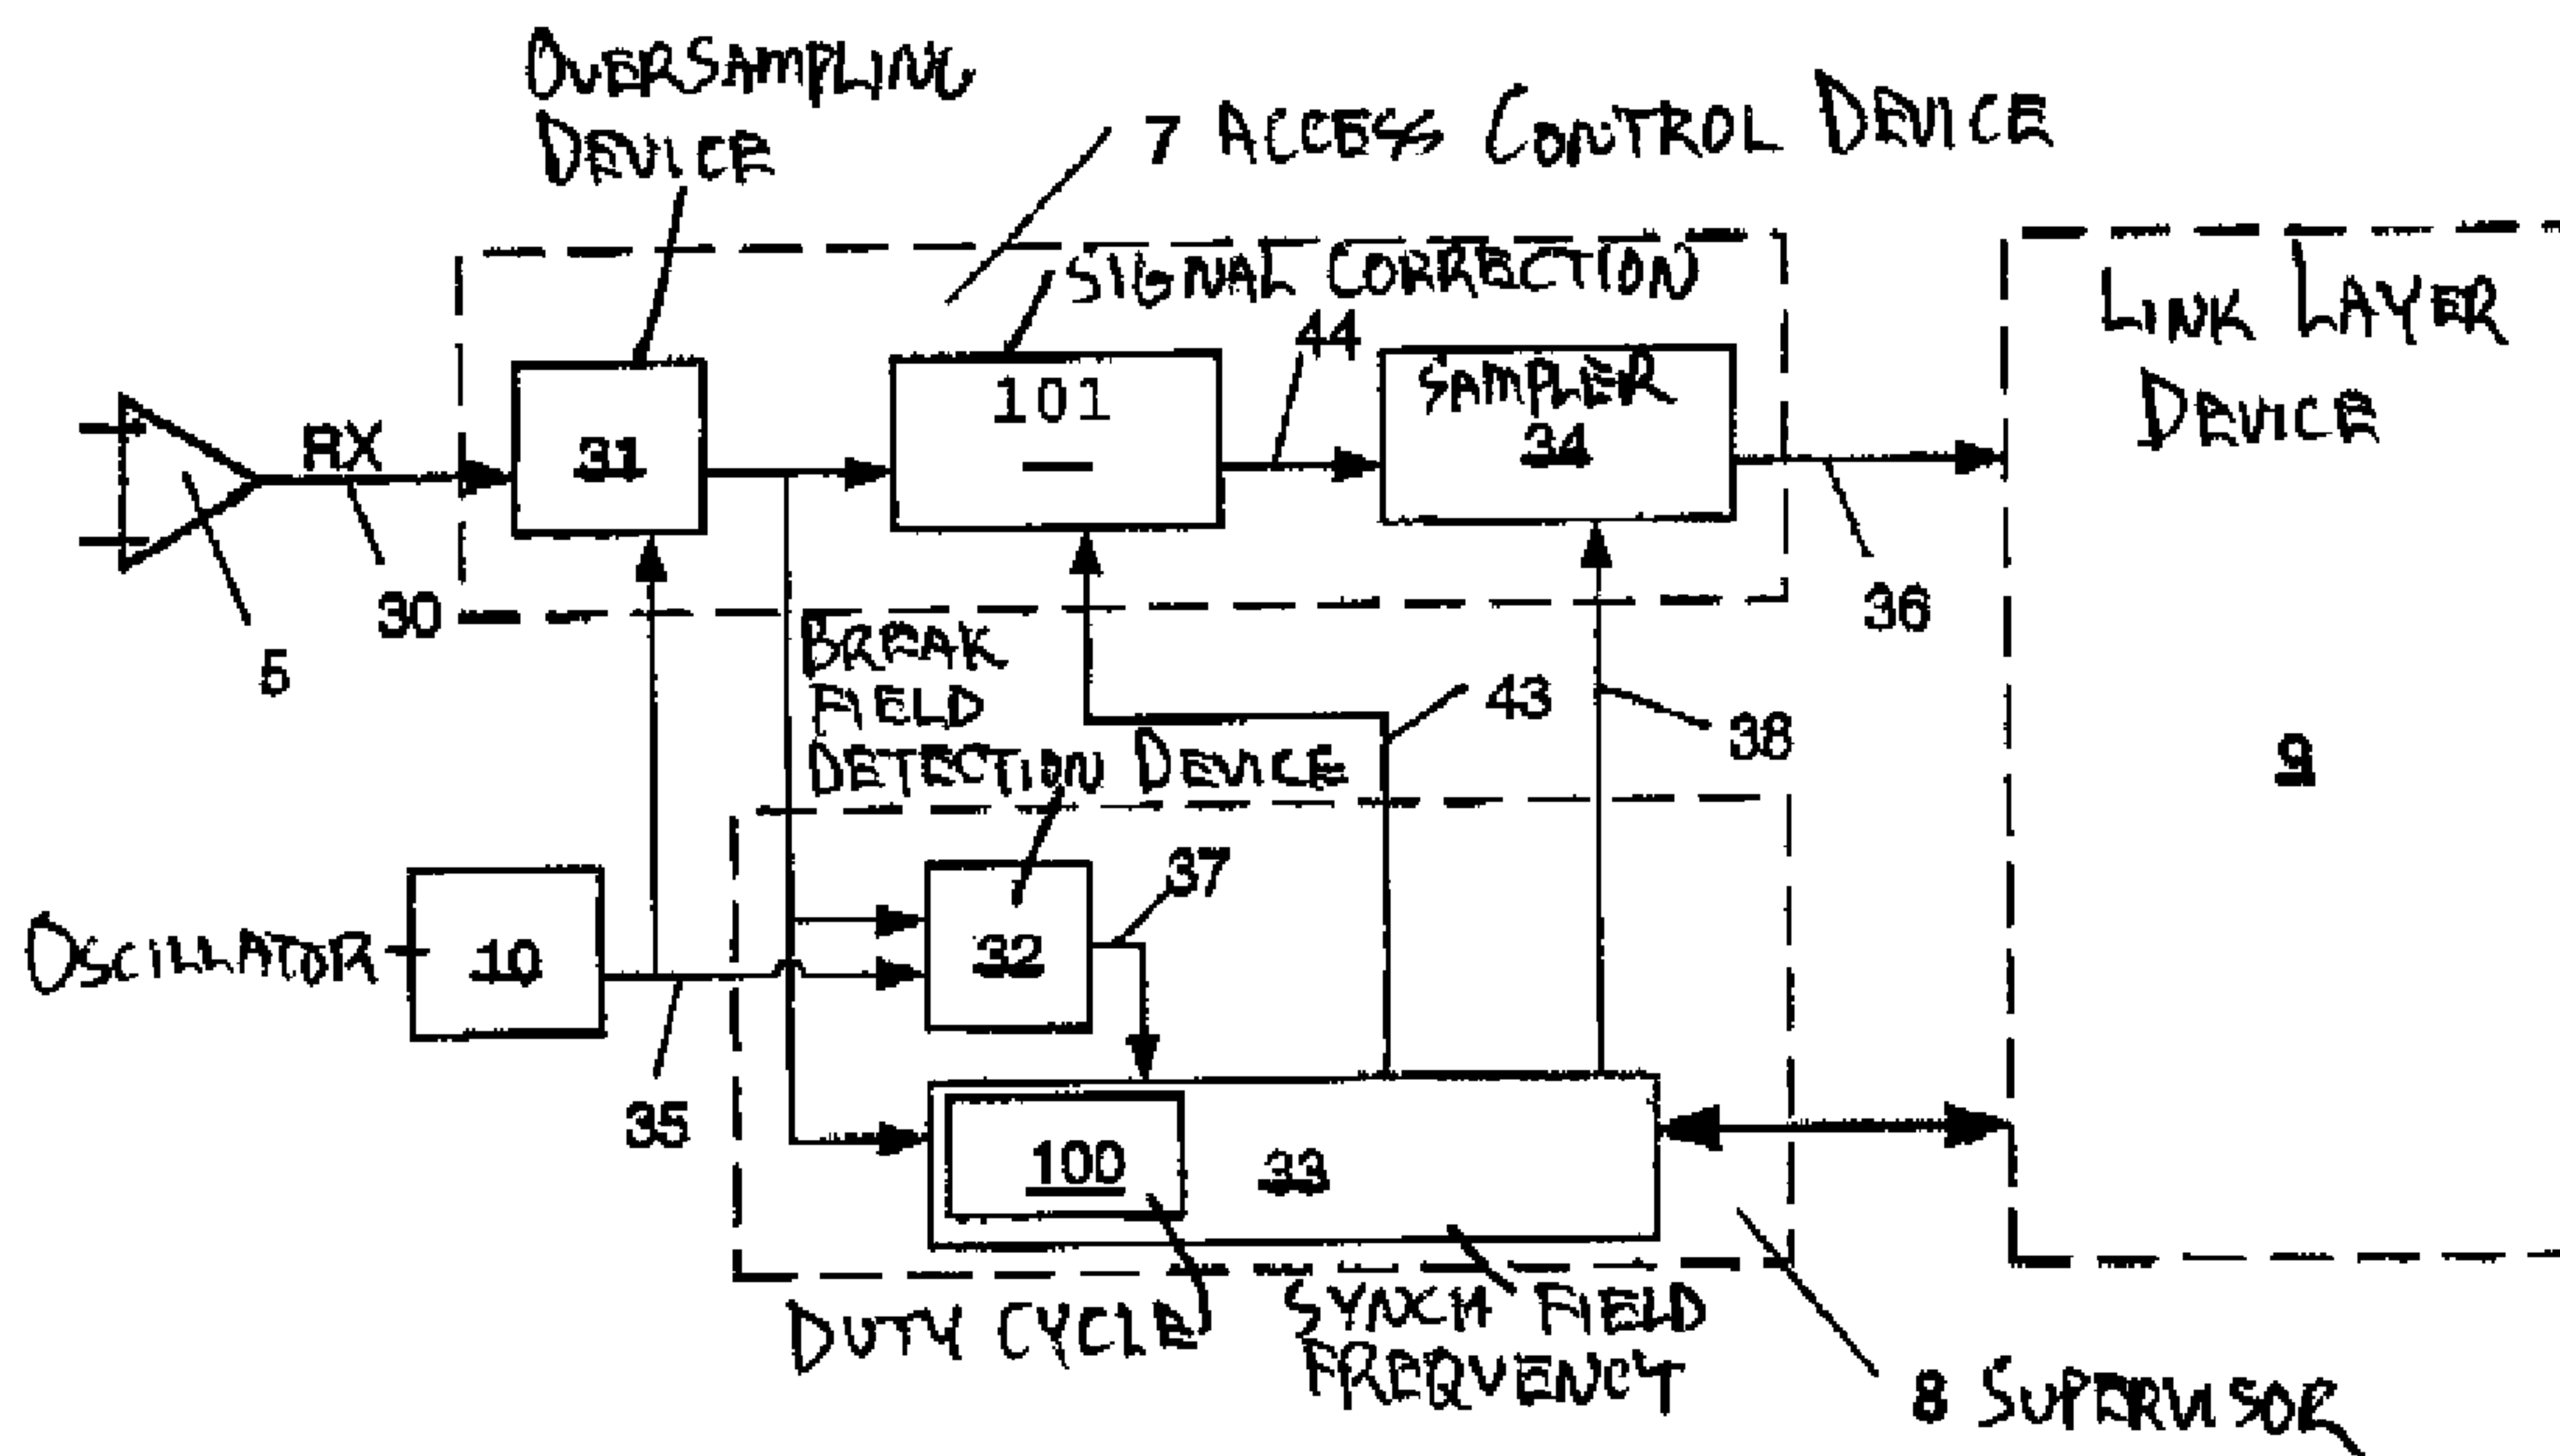 OVERSAMPLING
DEVICE
7 ACCESS CONTROL DEVICE
SIGNAL CORRECTION
LINK LAYER
DEVICE
44
101
SAMPLER
34
RX
31
30
36
5
BREAK
FIELD
DETECTION DEVICE
43
38
9
37
OSCILLATOR
10
32
35
100
33
DUTY CYCLE
SYNCH FIELD
FREQUENCY
8 SUPERVISOR